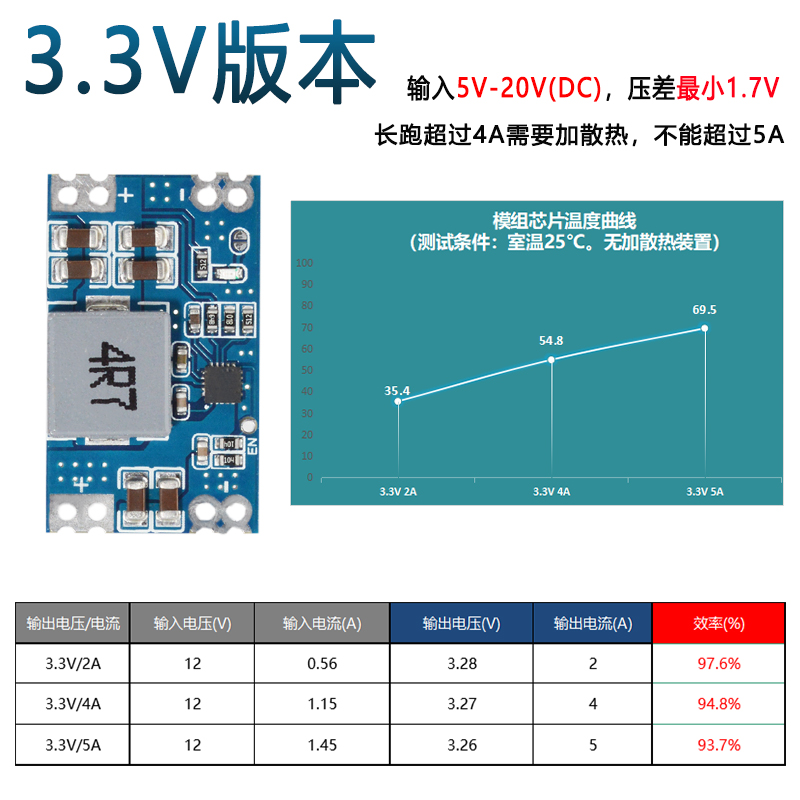 3.3V版本
输入5V-20V(DC)，压差最小1.7V
长跑超过4A需要加散热，不能超过5A
+ -
512
4R7
512
EN
104
+ -
模组芯片温度曲线
（测试条件：室温25℃。无加散热装置）
100
90
80
70
60
50
40
30
20
10
0
35.4
54.8
69.5
3.3V 2A 3.3V 4A 3.3V 5A
输出电压/电流 输入电压(V) 输入电流(A) 输出电压(V) 输出电流(A) 效率(%)
3.3V/2A 12 0.56 3.28 2 97.6%
3.3V/4A 12 1.15 3.27 4 94.8%
3.3V/5A 12 1.45 3.26 5 93.7%